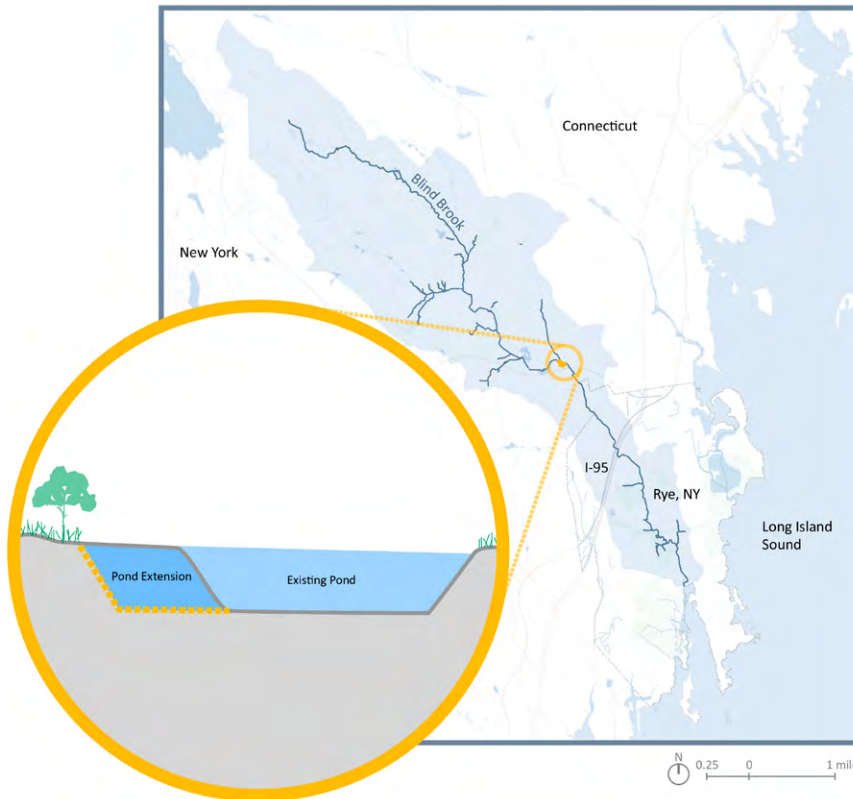 Connecticut
Blind Brook
New York
I-95
Rye, NY
Long Island
Sound
Pond Extension
Existing Pond
N
0.25 0 1 mile